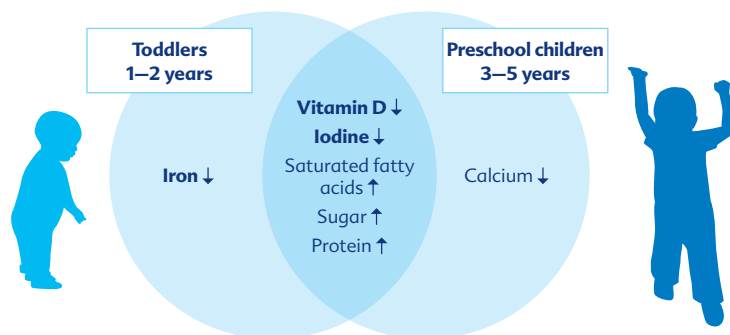 Toddlers
1–2 years
Preschool children
3–5 years
Vitamin D ↓
Iodine ↓
Saturated fatty
acids ↑
Sugar ↑
Protein ↑
Iron ↓
Calcium ↓